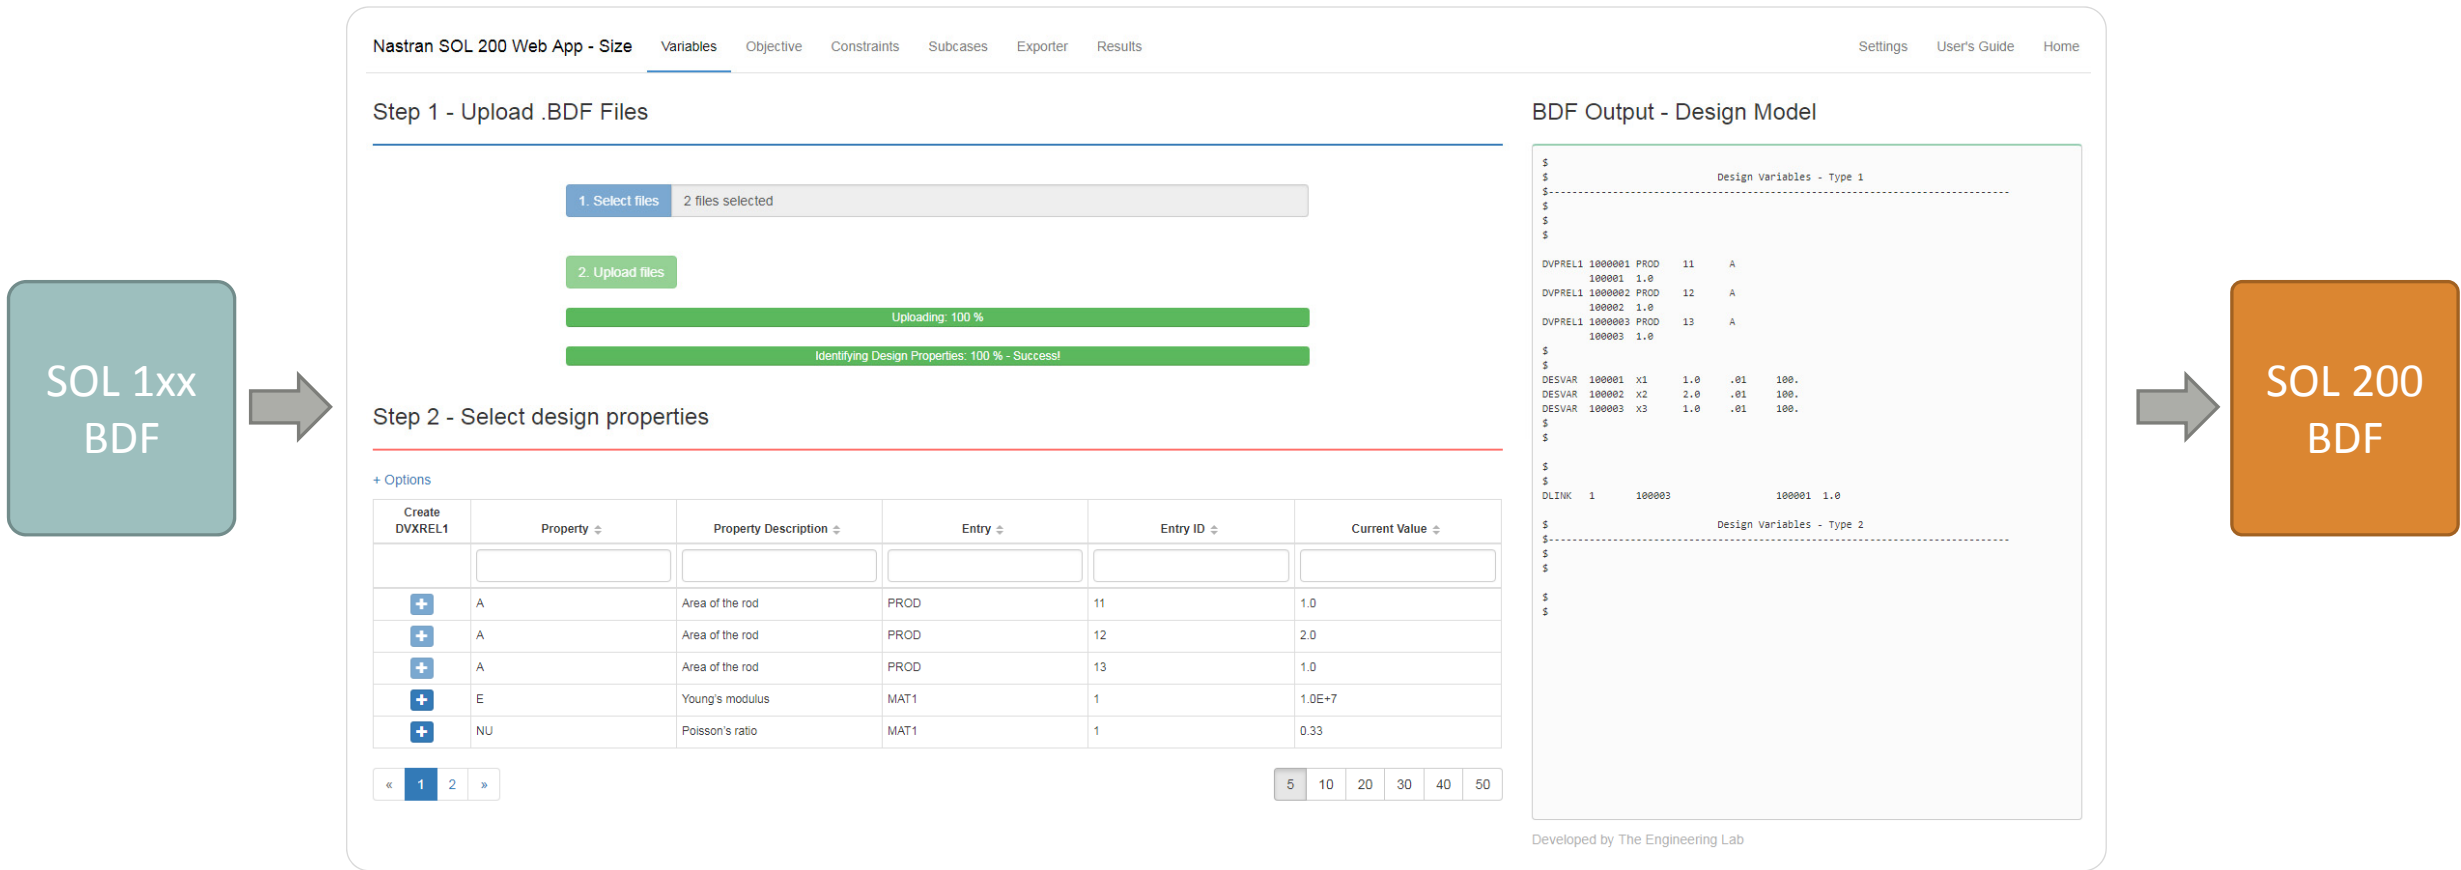 SOL 1xx
BDF
Nastran SOL 200 Web App - Size Variables Objective Constraints Subcases Exporter Results Settings User's Guide Home
Step 1 - Upload .BDF Files
1. Select files 2 files selected
2. Upload files
Uploading: 100 %
Identifying Design Properties: 100 % - Success!
Step 2 - Select design properties
+ Options
Create
DVXREL1 Property Property Description Entry Entry ID Current Value
+ A Area of the rod PROD 11 1.0
+ A Area of the rod PROD 12 2.0
+ A Area of the rod PROD 13 1.0
+ E Young's modulus MAT1 1 1.0E+7
+ NU Poisson's ratio MAT1 1 0.33
« 1 2 » 5 10 20 30 40 50
BDF Output - Design Model
$
$ Design Variables - Type 1
$--------------------------------------------------------------------------------
$
$
$
DVPREL1 1000001 PROD 11 A
100001 1.0
DVPREL1 1000002 PROD 12 A
100002 1.0
DVPREL1 1000003 PROD 13 A
100003 1.0
$
$
DESVAR 100001 x1 1.0 .01 100.
DESVAR 100002 x2 2.0 .01 100.
DESVAR 100003 x3 1.0 .01 100.
$
$
$
$
DLINK 1 100003 100001 1.0
$ Design Variables - Type 2
$--------------------------------------------------------------------------------
$
$
$
$
Developed by The Engineering Lab
SOL 200
BDF